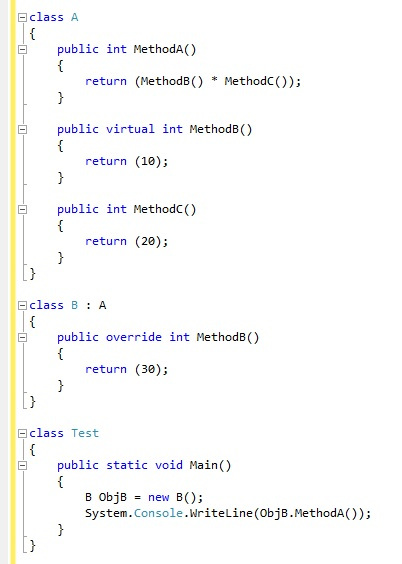 class A
{
    public int MethodA()
    {
        return (MethodB() * MethodC());
    }

    public virtual int MethodB()
    {
        return (10);
    }

    public int MethodC()
    {
        return (20);
    }
}

class B : A
{
    public override int MethodB()
    {
        return (30);
    }
}

class Test
{
    public static void Main()
    {
        B ObjB = new B();
        System.Console.WriteLine(ObjB.MethodA());
    }
}